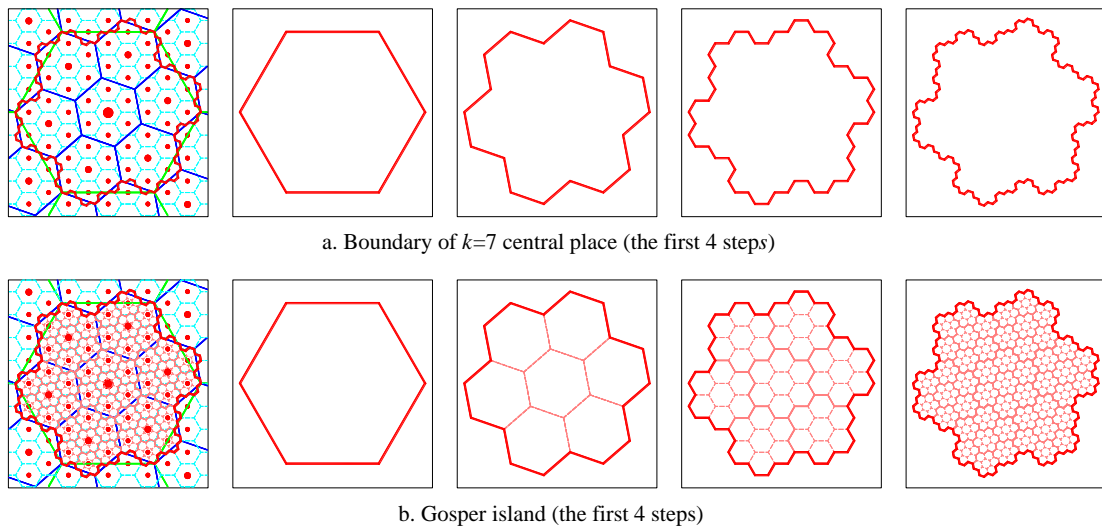 a. Boundary of k=7 central place (the first 4 steps)
b. Gosper island (the first 4 steps)